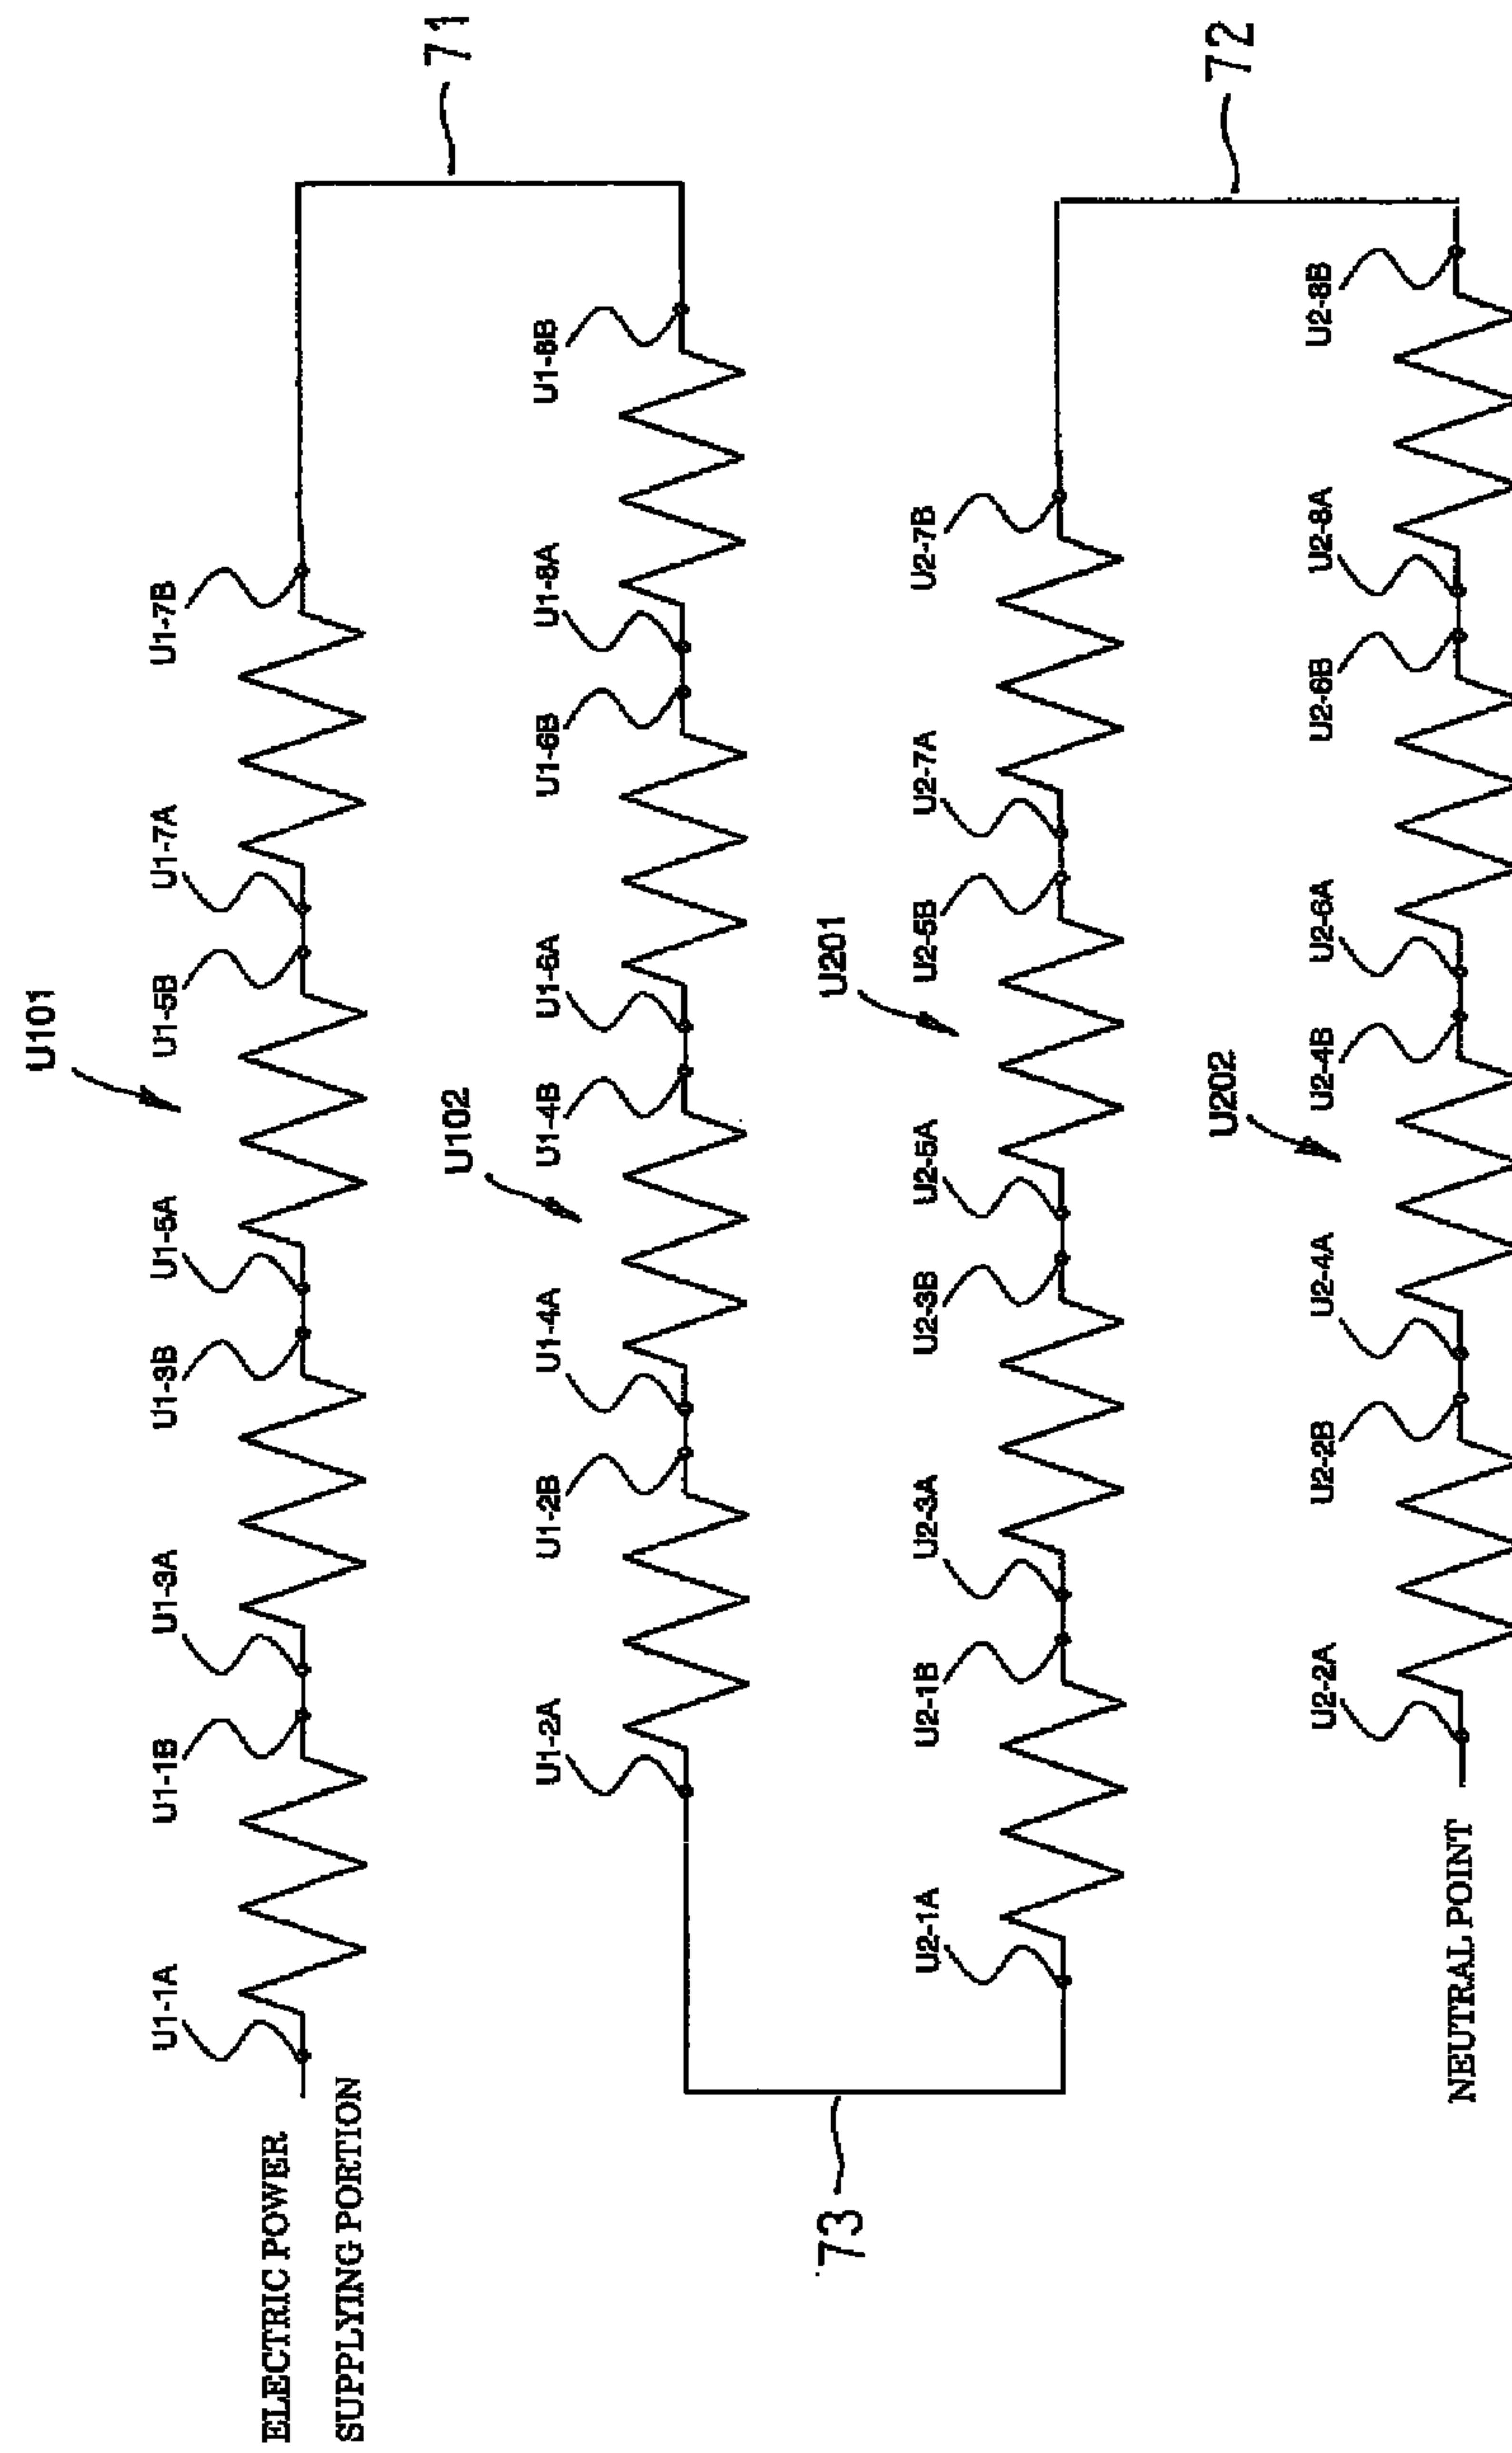 U101
U1-1A
U1-1B
U1-3A
U1-3B
U1-5A
U1-5B
U1-7A
U1-7B
ELECTRIC POWER
SUPPLYING PORTION
71
U102
U1-2A
U1-2B
U1-4A
U1-4B
U1-6A
U1-6B
U1-8A
U1-8B
73
U201
U2-1A
U2-1B
U2-3A
U2-3B
U2-5A
U2-5B
U2-7A
U2-7B
72
U202
U2-2A
U2-2B
U2-4A
U2-4B
U2-6A
U2-6B
U2-8A
U2-8B
NEUTRAL POINT